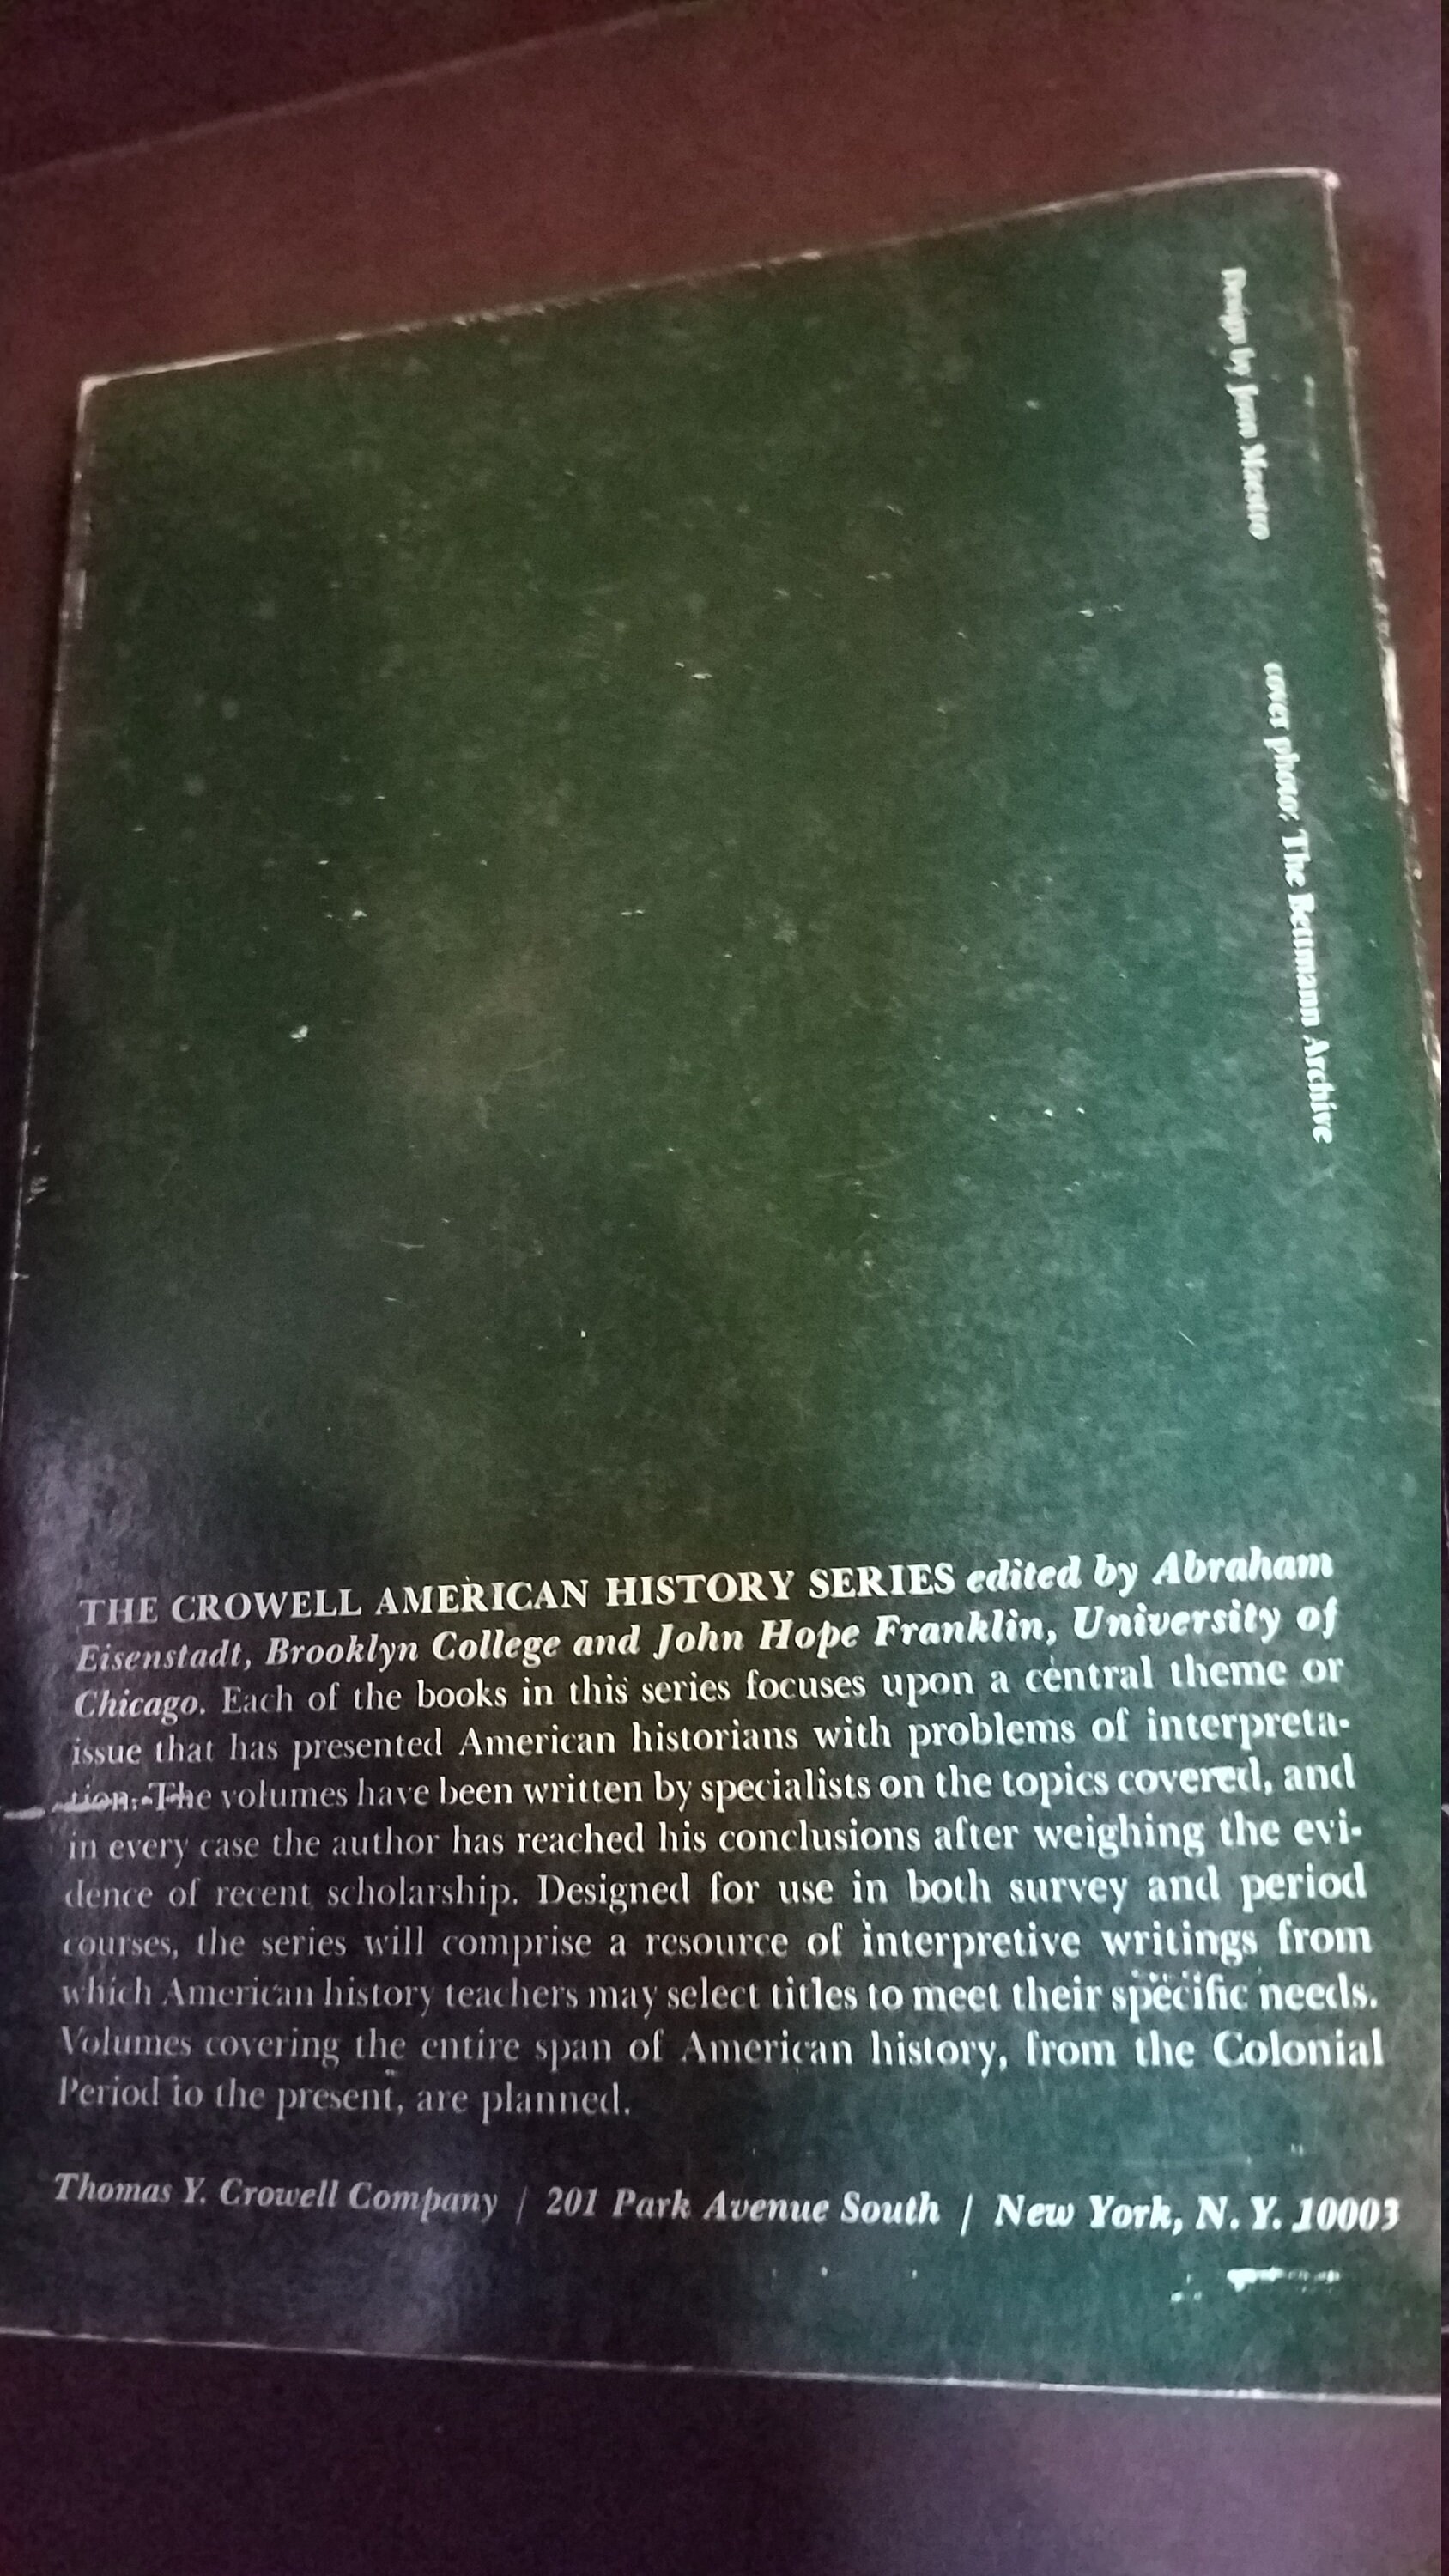 Design by Joan Maestro
cover photo: The Bettmann Archive
THE CROWELL AMERICAN HISTORY SERIES edited by Abraham
Eisenstadt, Brooklyn College and John Hope Franklin, University of
Chicago. Each of the books in this series focuses upon a central theme or
issue that has presented American historians with problems of interpreta-
tion. The volumes have been written by specialists on the topics covered, and
in every case the author has reached his conclusions after weighing the evi-
dence of recent scholarship. Designed for use in both survey and period
courses, the series will comprise a resource of interpretive writings from
which American history teachers may select titles to meet their specific needs.
Volumes covering the entire span of American history, from the Colonial
Period to the present, are planned.
Thomas Y. Crowell Company / 201 Park Avenue South / New York, N. Y. 10003